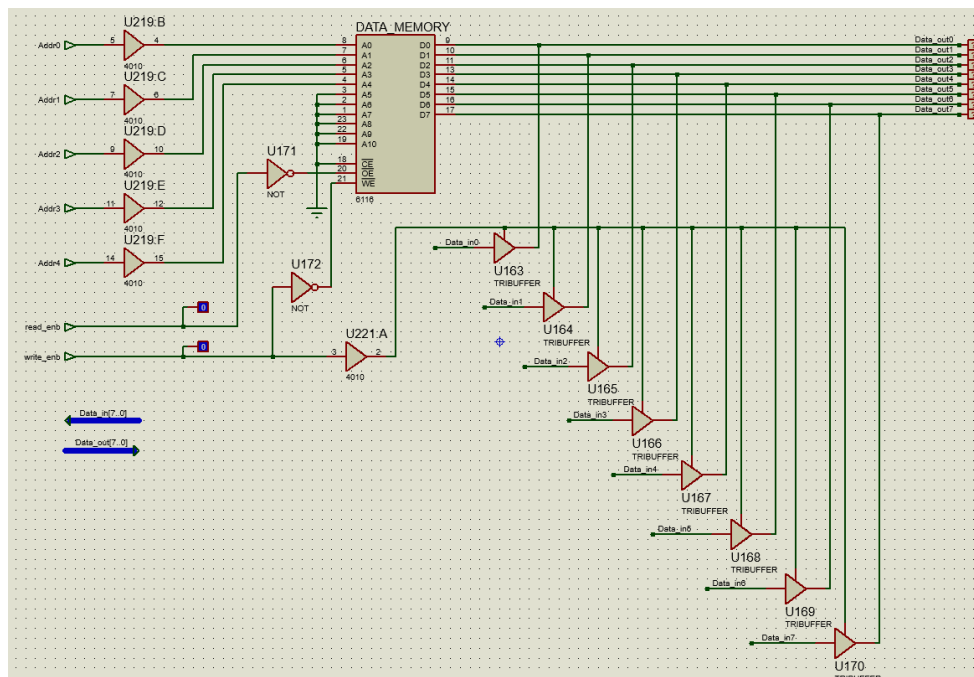 U219:B
DATA_MEMORY
Addr0
5
4
4010
U219:C
Addr1
7
6
4010
U219:D
Addr2
9
10
4010
U219:E
Addr3
11
12
4010
U219:F
Addr4
14
15
4010
8 A0 D0 9
7 A1 D1 10
6 A2 D2 11
5 A3 D3 13
4 A4 D4 14
3 A5 D5 15
2 A6 D6 16
1 A7 D7 17
23 A8
22 A9
19 A10
18 CE
20 OE
21 WE
6116
Data_out0
Data_out1
Data_out2
Data_out3
Data_out4
Data_out5
Data_out6
Data_out7
U171
NOT
U172
NOT
read_enb
0
write_enb
0
U221:A
3
2
4010
Data_in[7..0]
Data_out[7..0]
Data_in0
U163
TRIBUFFER
Data_in1
U164
TRIBUFFER
Data_in2
U165
TRIBUFFER
Data_in3
U166
TRIBUFFER
Data_in4
U167
TRIBUFFER
Data_in5
U168
TRIBUFFER
Data_in6
U169
TRIBUFFER
Data_in7
U170